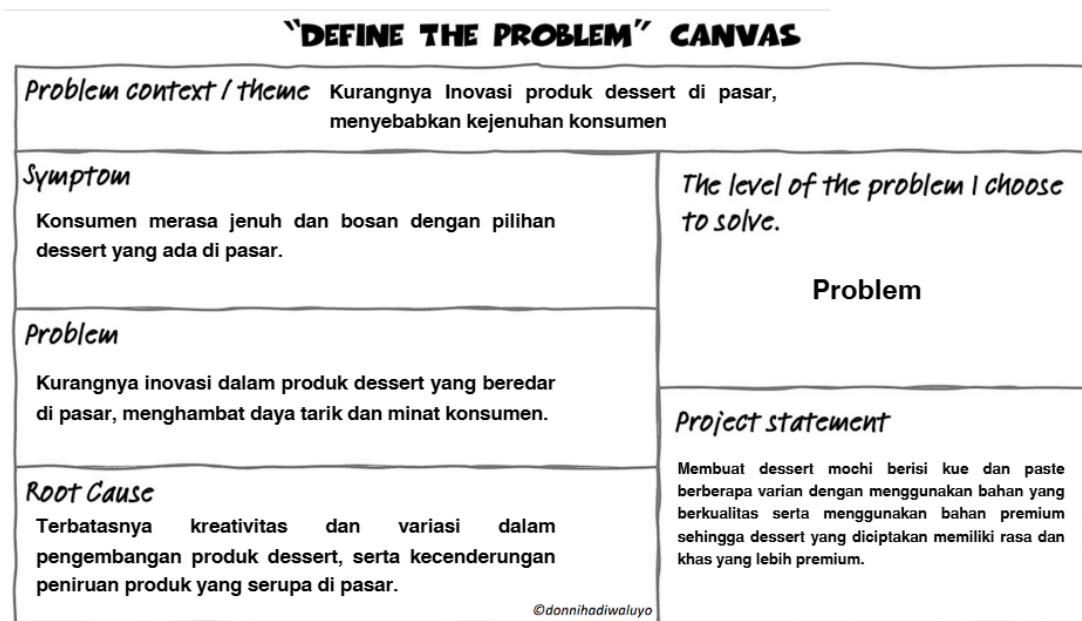 “DEFINE THE PROBLEM” CANVAS
Problem context / theme Kurangnya Inovasi produk dessert di pasar,
menyebabkan kejenuhan konsumen
Symptom
Konsumen merasa jenuh dan bosan dengan pilihan
dessert yang ada di pasar.
Problem
Kurangnya inovasi dalam produk dessert yang beredar
di pasar, menghambat daya tarik dan minat konsumen.
Root Cause
Terbatasnya kreativitas dan variasi dalam
pengembangan produk dessert, serta kecenderungan
peniruan produk yang serupa di pasar.
©donnihadiwaluyo
The level of the problem I choose
to solve.
Problem
Project statement
Membuat dessert mochi berisi kue dan paste
berberapa varian dengan menggunakan bahan yang
berkualitas serta menggunakan bahan premium
sehingga dessert yang diciptakan memiliki rasa dan
khas yang lebih premium.